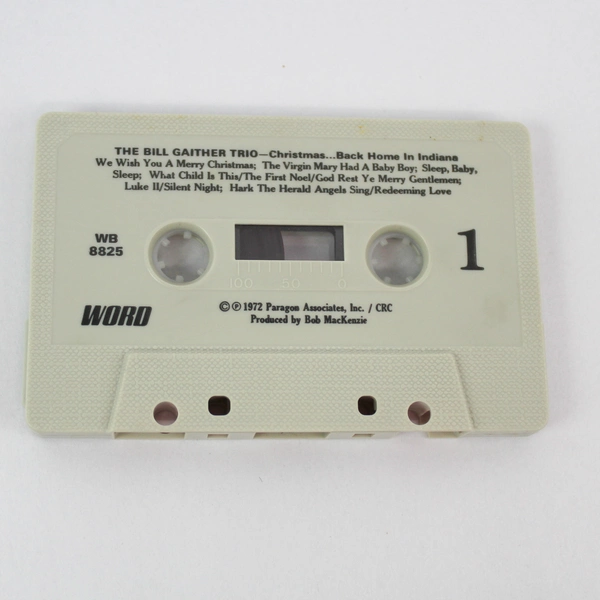 THE BILL GAITHER TRIO—Christmas...Back Home In Indiana
We Wish You A Merry Christmas; The Virgin Mary Had A Baby Boy; Sleep, Baby,
Sleep; What Child Is This/The First Noel/God Rest Ye Merry Gentlemen;
Luke II/Silent Night; Hark The Herald Angels Sing/Redeeming Love
WB
8825
1
100 50 0
WORD
©℗1972 Paragon Associates, Inc. / CRC
Produced by Bob MacKenzie